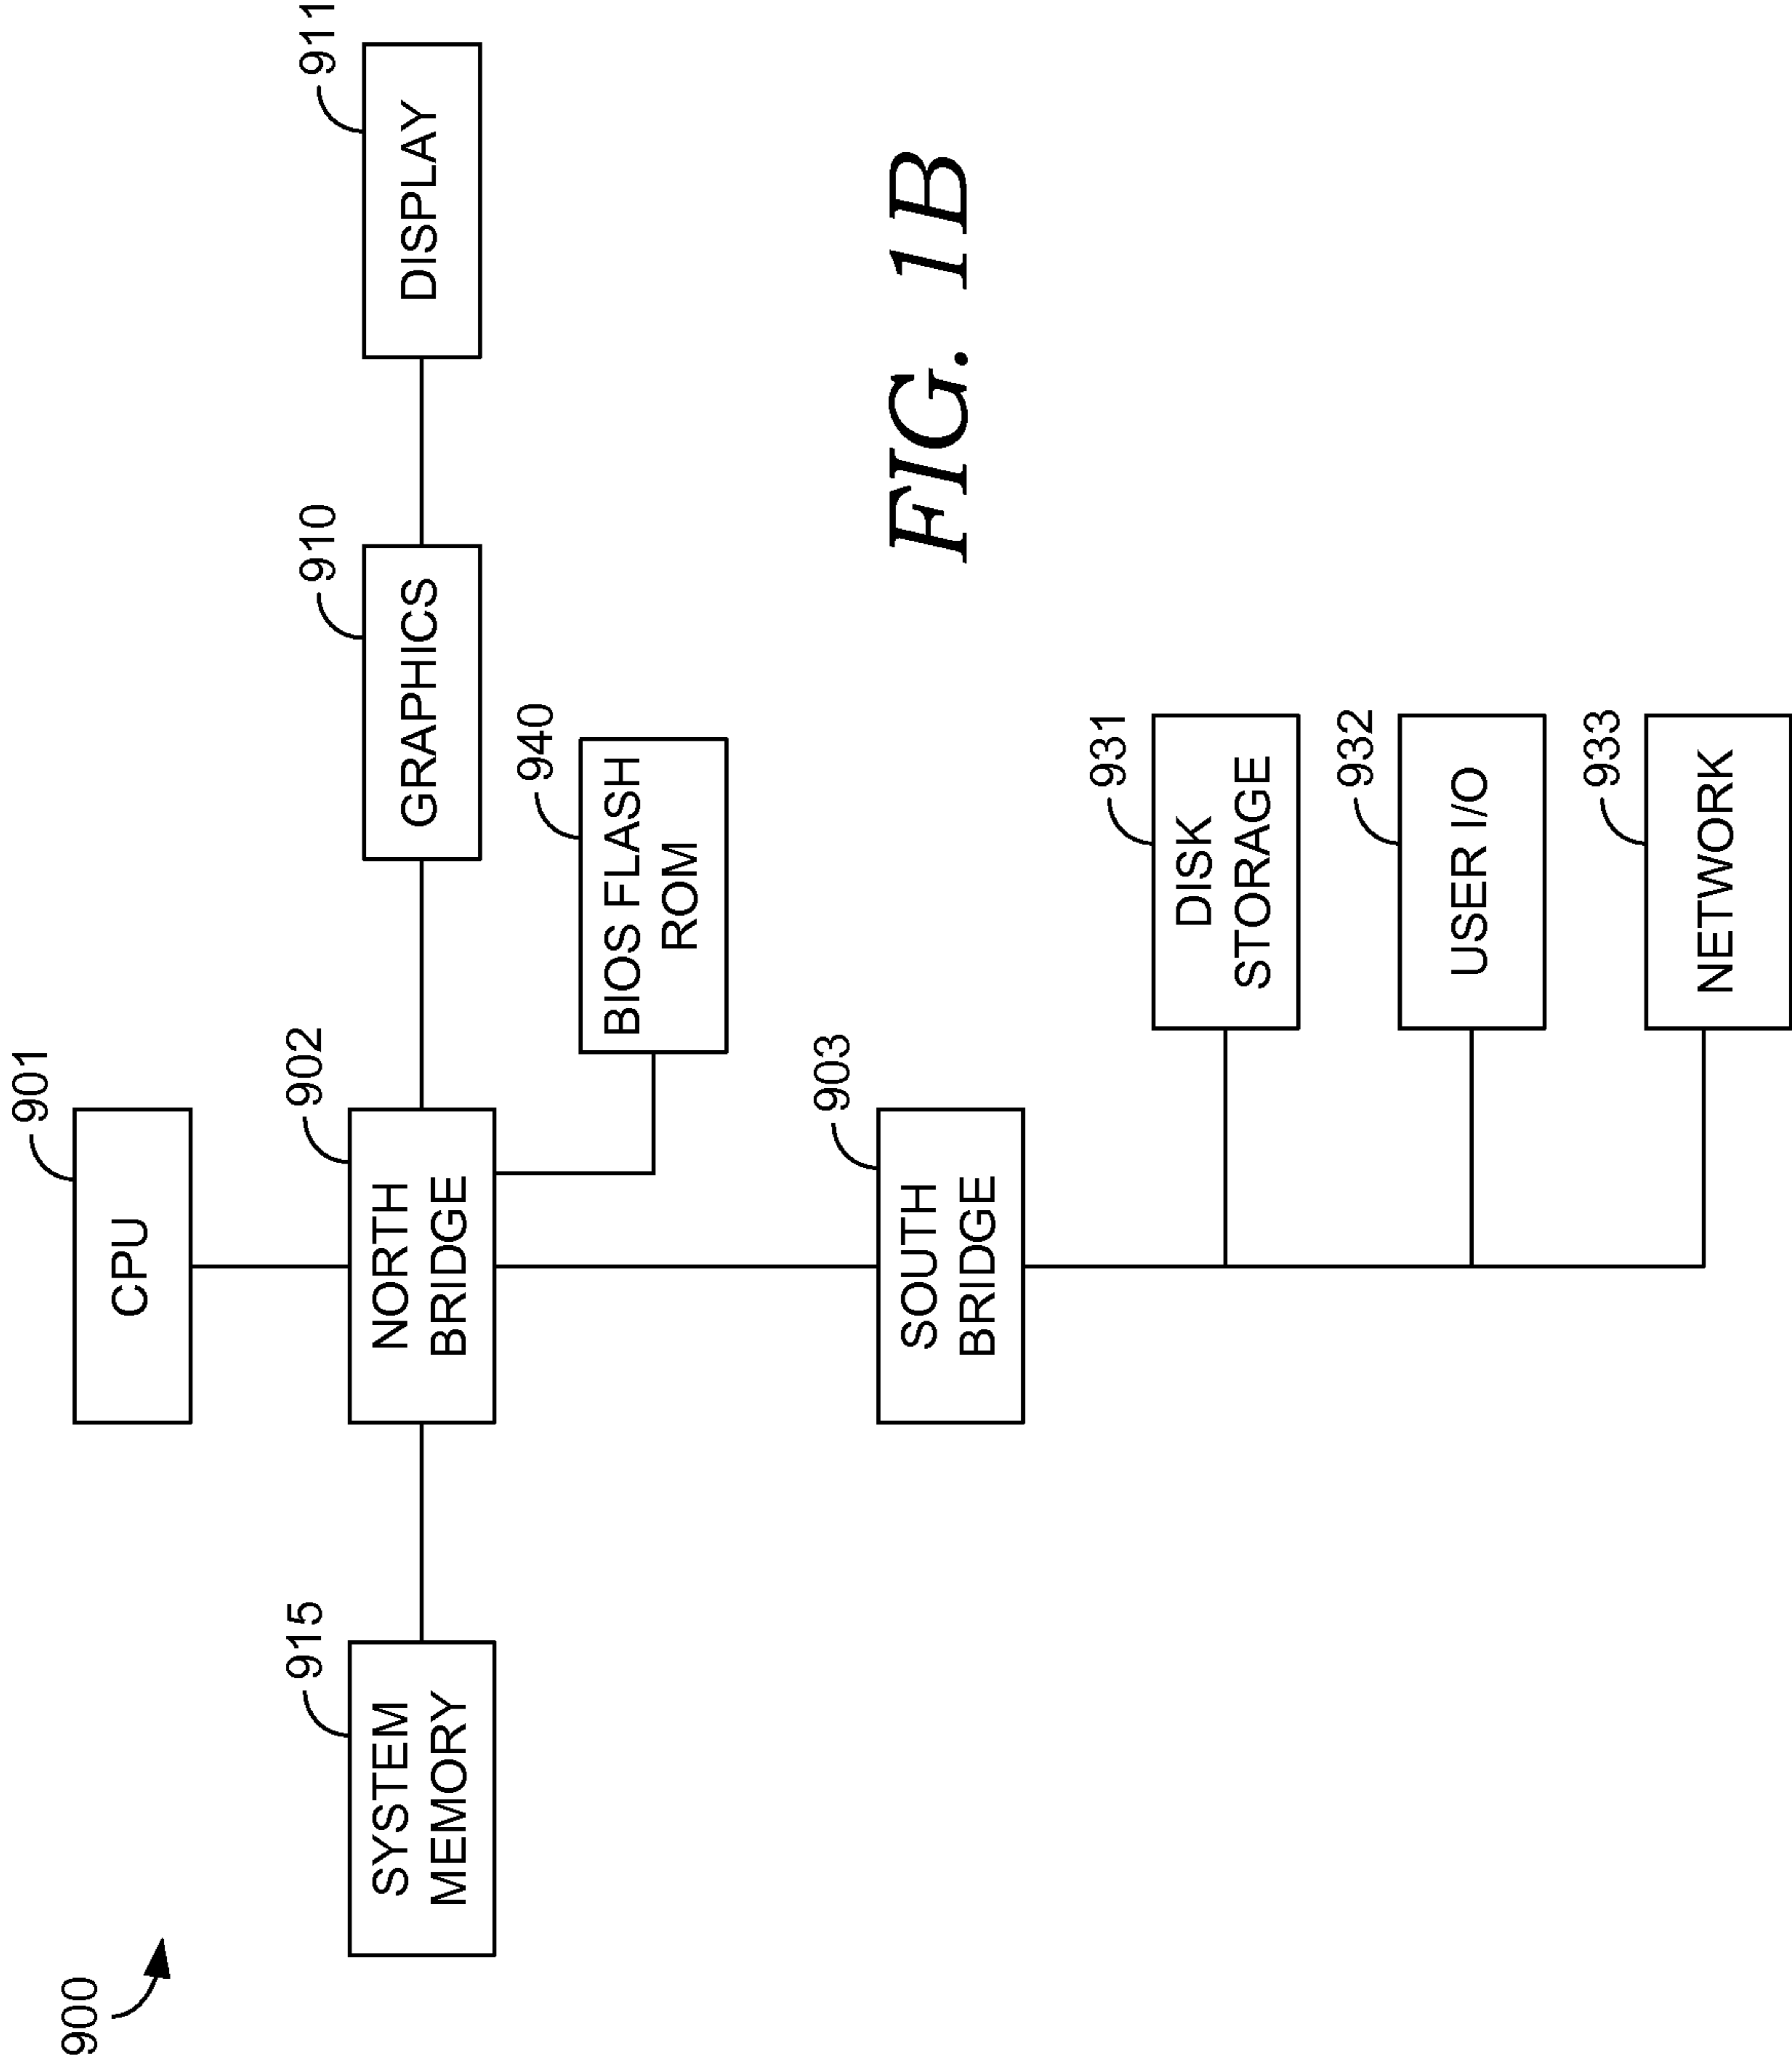 900
901
CPU
915
SYSTEM
MEMORY
902
NORTH
BRIDGE
910
GRAPHICS
911
DISPLAY
940
BIOS FLASH
ROM
903
SOUTH
BRIDGE
FIG. 1B
931
DISK
STORAGE
932
USER I/O
933
NETWORK